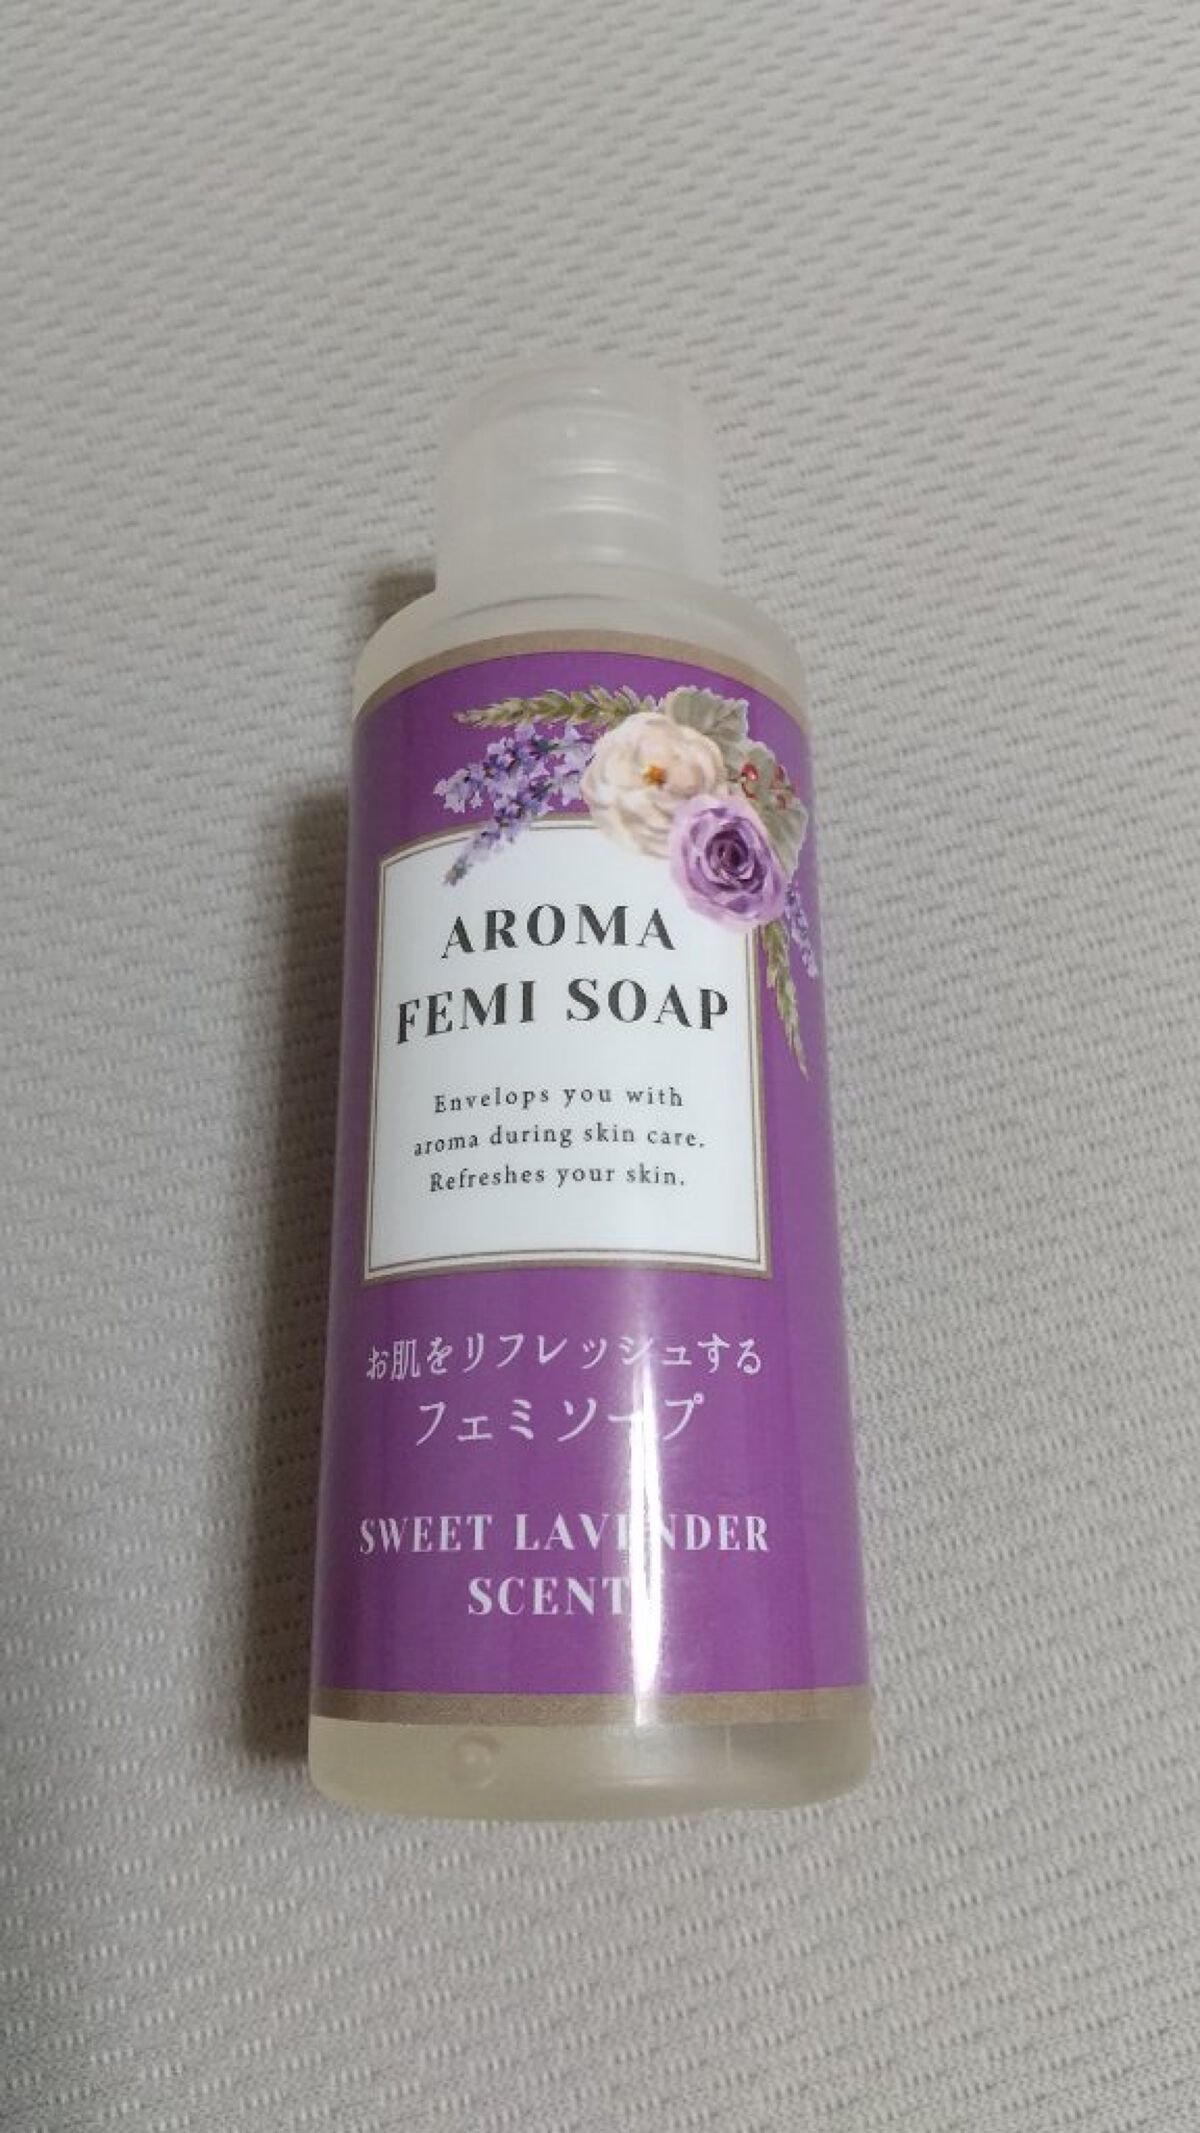 AROMA
FEMI SOAP
Envelops you with
aroma during skin care.
Refreshes your skin.
お肌をリフレッシュする
フェミソープ
SWEET LAVENDER
SCENT